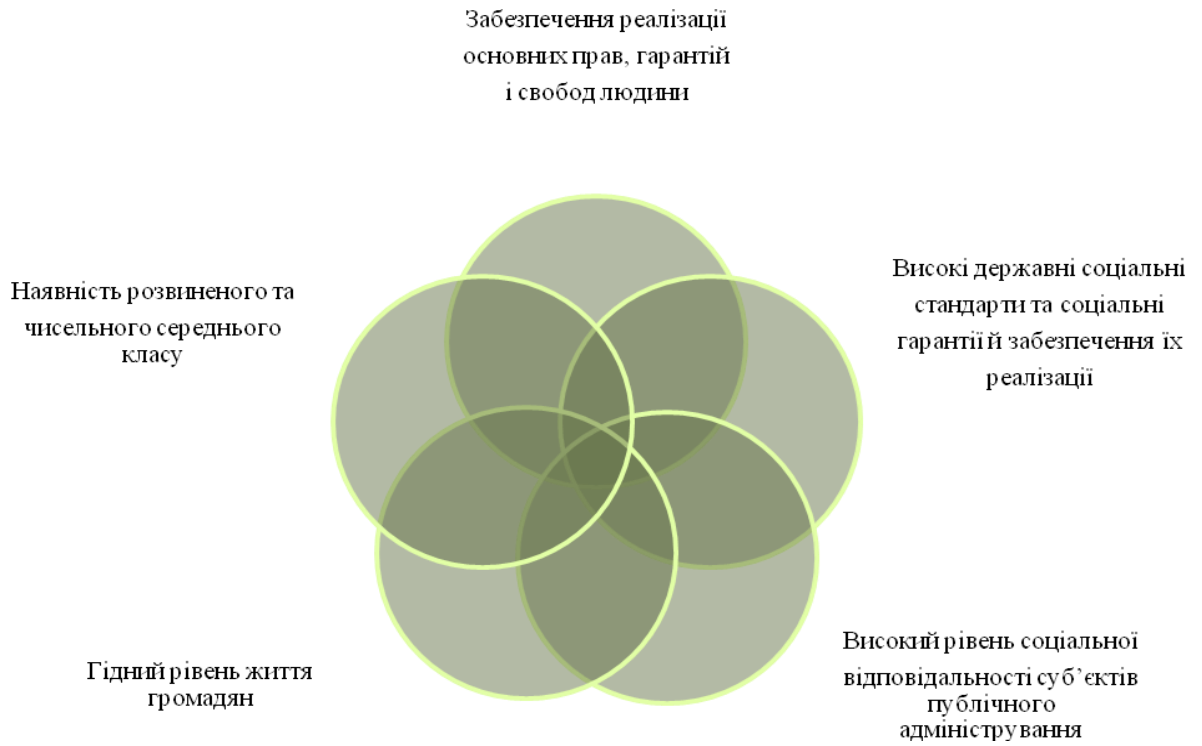 Забезпечення реалізації
основних прав, гарантій
і свобод людини
Високі державні соціальні
стандарти та соціальні
гарантії й забезпечення їх
реалізації
Високий рівень соціальної
відповідальності суб’єктів
публічного
адміністрування
Гідний рівень життя
громадян
Наявність розвиненого та
чисельного середнього
класу